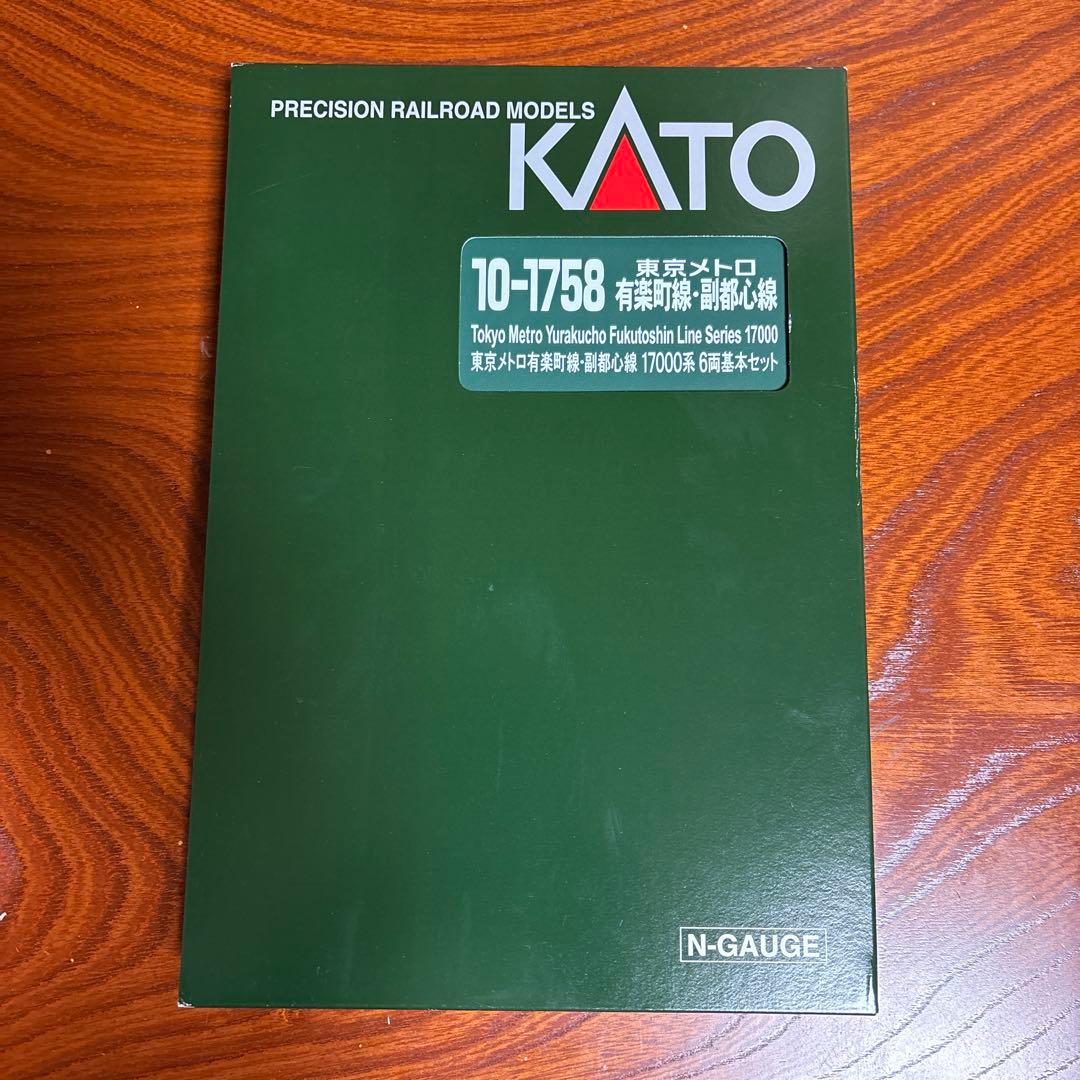 PRECISION RAILROAD MODELS
KATO
10-1758
東京メトロ
有楽町線・副都心線
Tokyo Metro Yurakucho Fukutoshin Line Series 17000
東京メトロ有楽町線・副都心線 17000系 6両基本セット
N-GAUGE